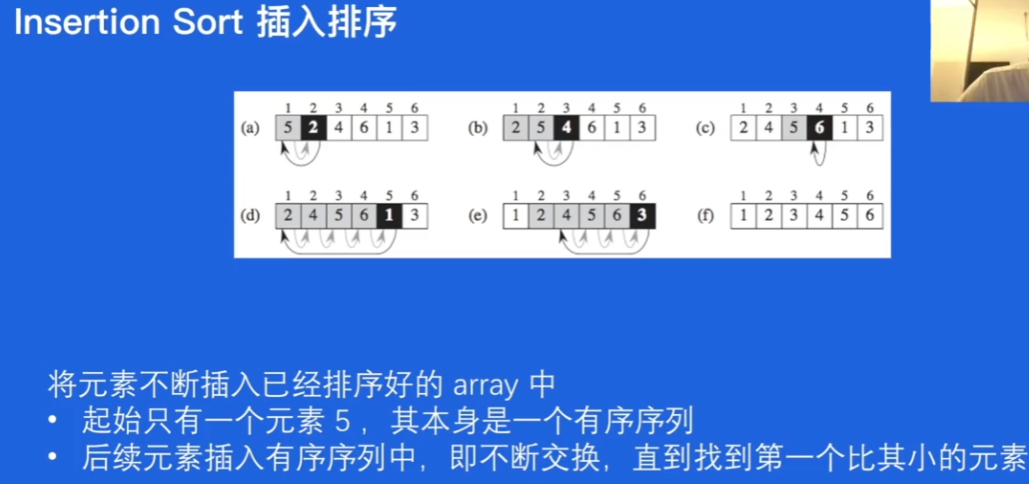 Insertion Sort 插入排序
1 2 3 4 5 6
(a) 5 2 4 6 1 3
1 2 3 4 5 6
(b) 2 5 4 6 1 3
1 2 3 4 5 6
(c) 2 4 5 6 1 3
1 2 3 4 5 6
(d) 2 4 5 6 1 3
1 2 3 4 5 6
(e) 1 2 4 5 6 3
1 2 3 4 5 6
(f) 1 2 3 4 5 6
将元素不断插入已经排序好的 array 中
• 起始只有一个元素 5 ，其本身是一个有序序列
• 后续元素插入有序序列中，即不断交换，直到找到第一个比其小的元素